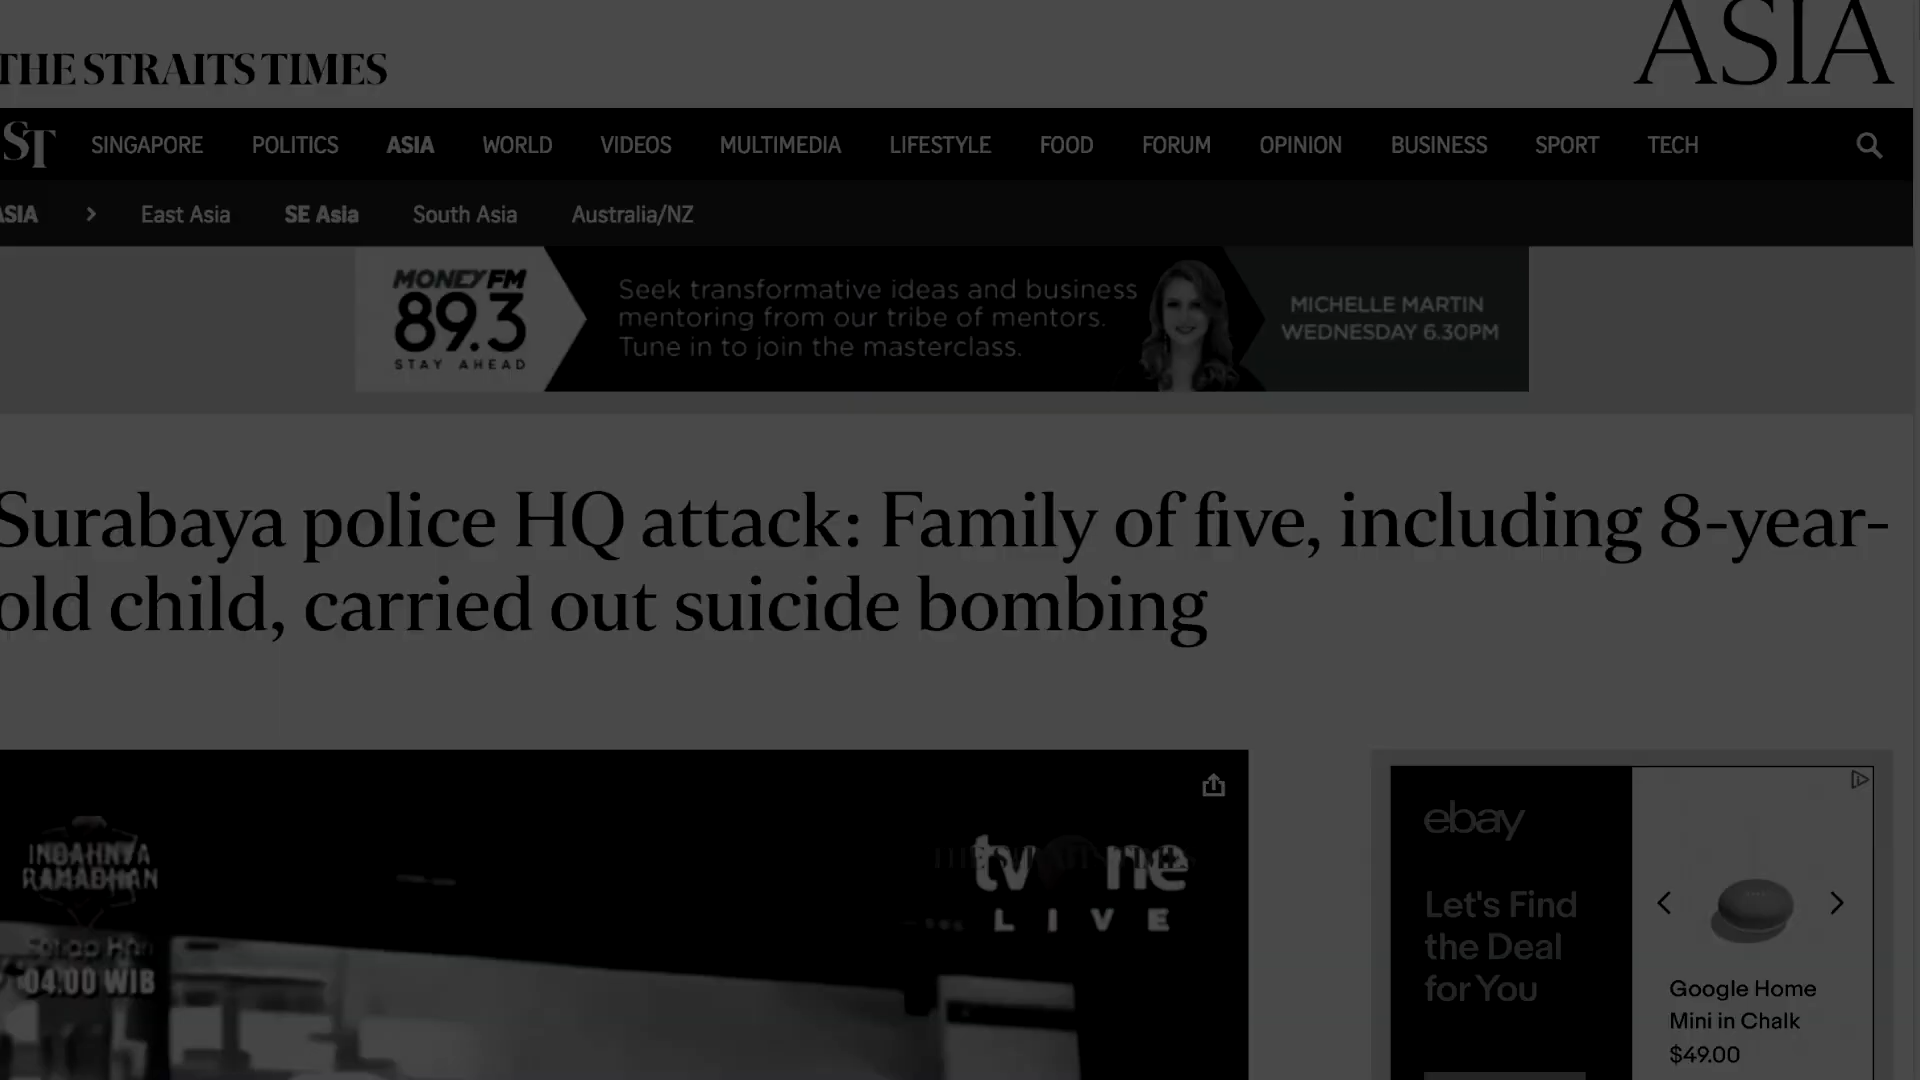 THE STRAITS TIMES
ASIA
ST SINGAPORE POLITICS ASIA WORLD VIDEOS MULTIMEDIA LIFESTYLE FOOD FORUM OPINION BUSINESS SPORT TECH
ASIA > East Asia SE Asia South Asia Australia/NZ
MONEY FM
89.3
STAY AHEAD
Seek transformative ideas and business
mentoring from our tribe of mentors.
Tune in to join the masterclass.
MICHELLE MARTIN
WEDNESDAY 6.30PM
Surabaya police HQ attack: Family of five, including 8-year-
old child, carried out suicide bombing
INDAHNYA
RAMADHAN
04:00 WIB
tvOne
LIVE
ebay
Let's Find
the Deal
for You
Google Home
Mini in Chalk
$49.00